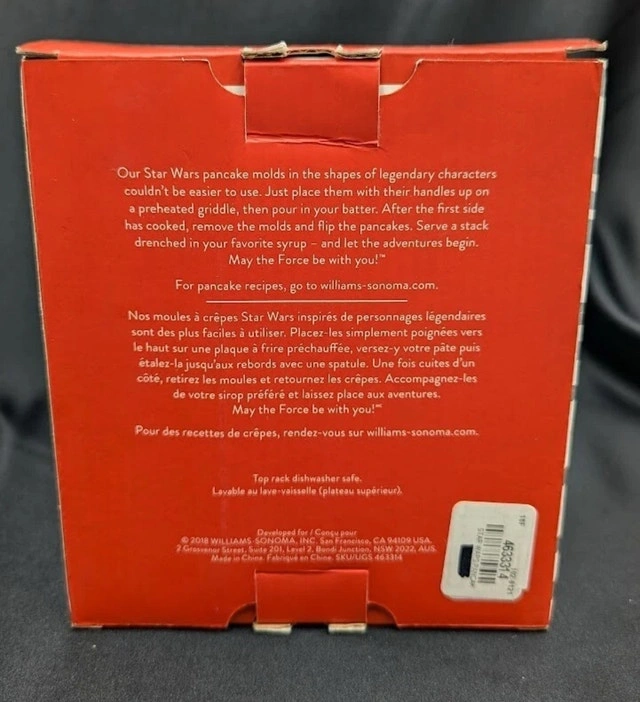 Our Star Wars pancake molds in the shapes of legendary characters
couldn't be easier to use. Just place them with their handles up on
a preheated griddle, then pour in your batter. After the first side
has cooked, remove the molds and flip the pancakes. Serve a stack
drenched in your favorite syrup – and let the adventures begin.
May the Force be with you!™
For pancake recipes, go to williams-sonoma.com.
Nos moules à crêpes Star Wars inspirés de personnages légendaires
sont des plus faciles à utiliser. Placez-les simplement poignées vers
le haut sur une plaque à frire préchauffée, versez-y votre pâte puis
étalez-la jusqu'aux rebords avec une spatule. Une fois cuites d'un
côté, retirez les moules et retournez les crêpes. Accompagnez-les
de votre sirop préféré et laissez place aux aventures.
May the Force be with you!™
Pour des recettes de crêpes, rendez-vous sur williams-sonoma.com.
Top rack dishwasher safe.
Lavable au lave-vaisselle (plateau supérieur).
Developed for / Conçu pour
© 2018 WILLIAMS-SONOMA, INC. San Francisco, CA 94109 USA.
2 Grosvenor Street, Suite 201, Level 2, Bondi Junction, NSW 2022, AUS.
Made in China. Fabriqué en Chine. SKU/UGS 463314
4633314